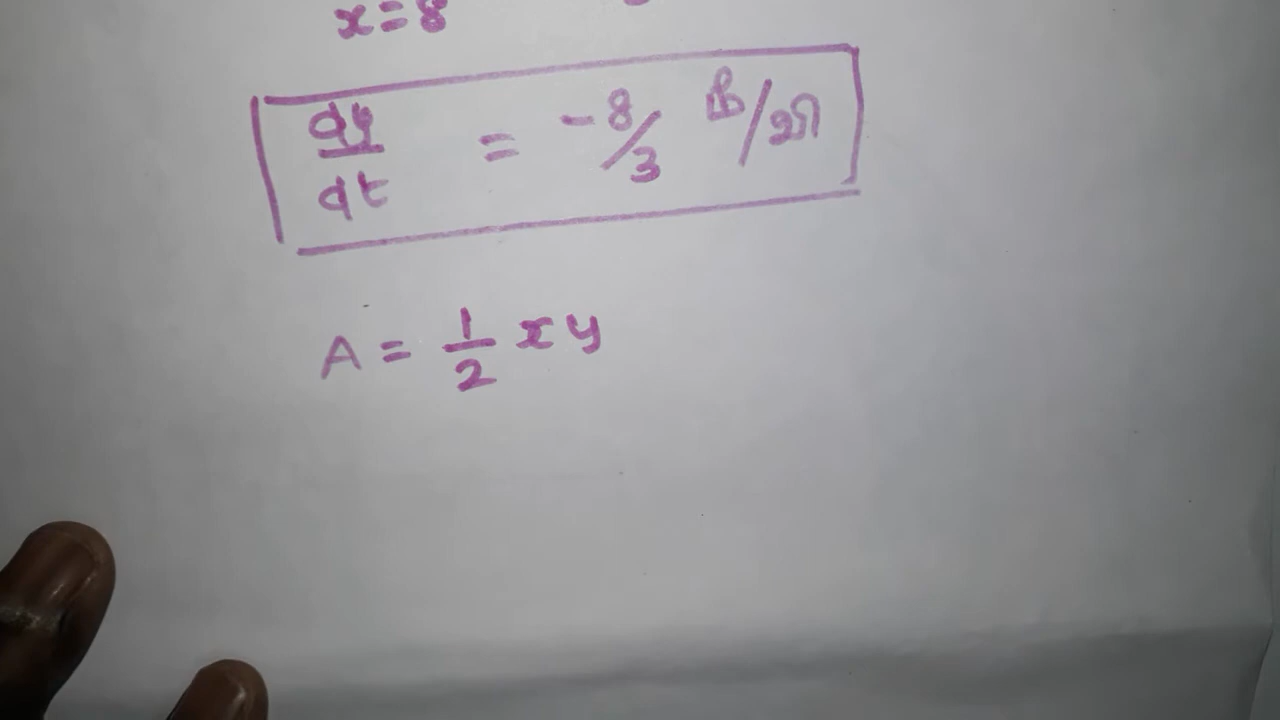 x=8
dy/dt = -8/3 மீ/வி
A = 1/2 xy